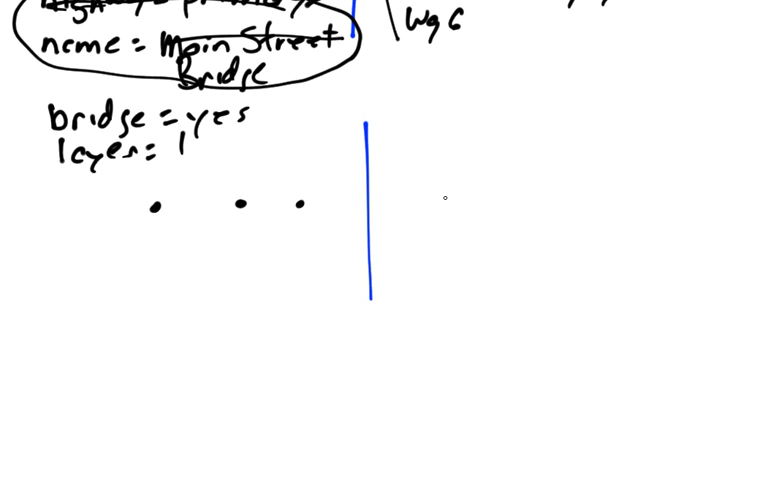 name = Main Street
Bridge
bridge = yes
layer = 1